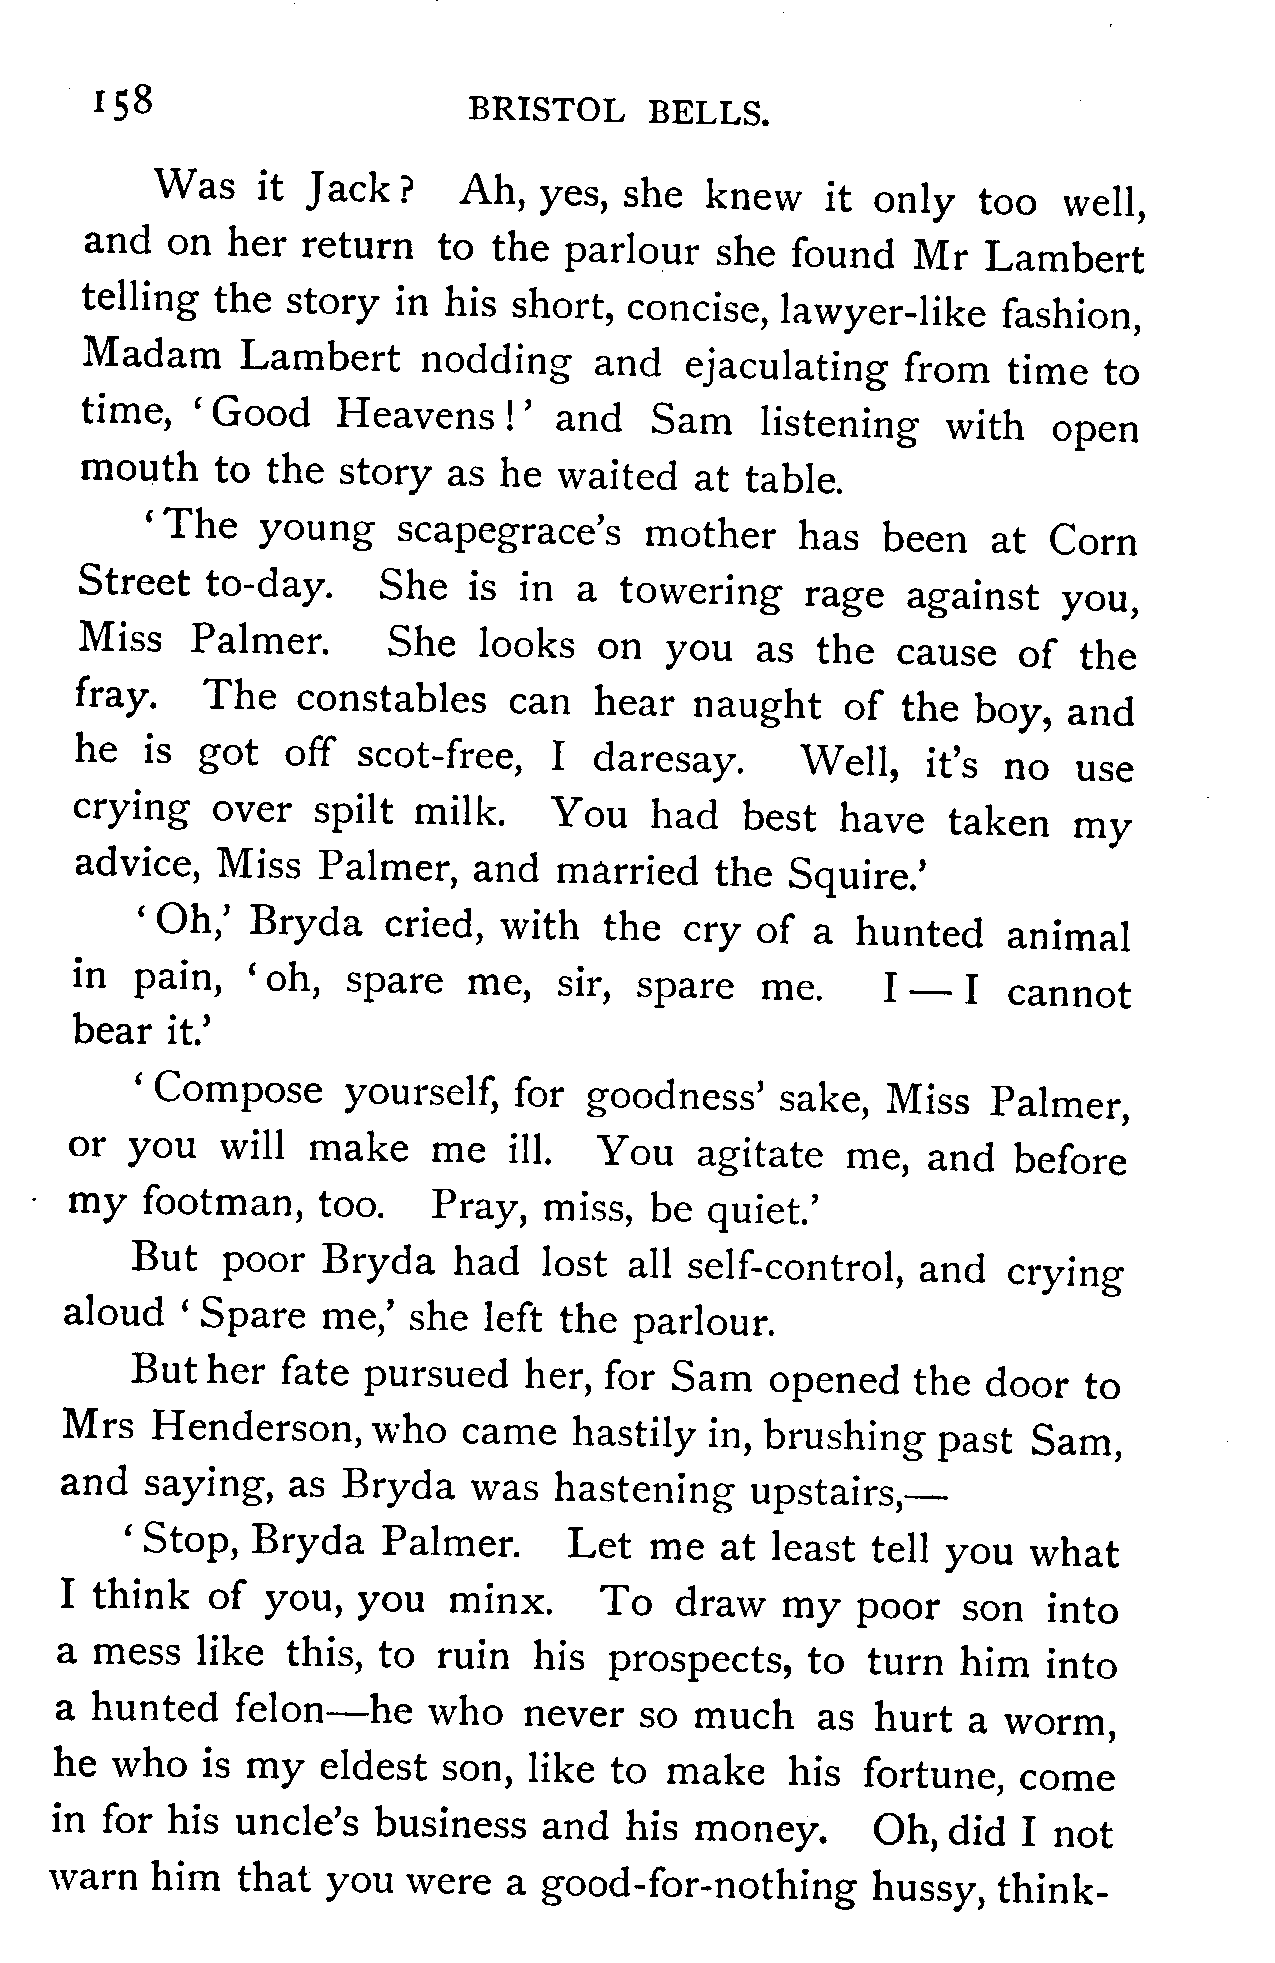 158 BRISTOL BELLS.
Was it Jack? Ah, yes, she knew it only too well,
and on her return to the parlour she found Mr Lambert
telling the story in his short, concise, lawyer-like fashion,
Madam Lambert nodding and ejaculating from time to
time, ‘Good Heavens!’ and Sam listening with open
mouth to the story as he waited at table.
‘The young scapegrace’s mother has been at Corn
Street to-day. She is in a towering rage against you,
Miss Palmer. She looks on you as the cause of the
fray. The constables can hear naught of the boy, and
he is got off scot-free, I daresay. Well, it’s no use
crying over spilt milk. You had best have taken my
advice, Miss Palmer, and married the Squire.’
‘Oh,’ Bryda cried, with the cry of a hunted animal
in pain, ‘oh, spare me, sir, spare me. I — I cannot
bear it.’
‘Compose yourself, for goodness’ sake, Miss Palmer,
or you will make me ill. You agitate me, and before
my footman, too. Pray, miss, be quiet.’
But poor Bryda had lost all self-control, and crying
aloud ‘Spare me,’ she left the parlour.
But her fate pursued her, for Sam opened the door to
Mrs Henderson, who came hastily in, brushing past Sam,
and saying, as Bryda was hastening upstairs,—
‘Stop, Bryda Palmer. Let me at least tell you what
I think of you, you minx. To draw my poor son into
a mess like this, to ruin his prospects, to turn him into
a hunted felon—he who never so much as hurt a worm,
he who is my eldest son, like to make his fortune, come
in for his uncle’s business and his money. Oh, did I not
warn him that you were a good-for-nothing hussy, think-